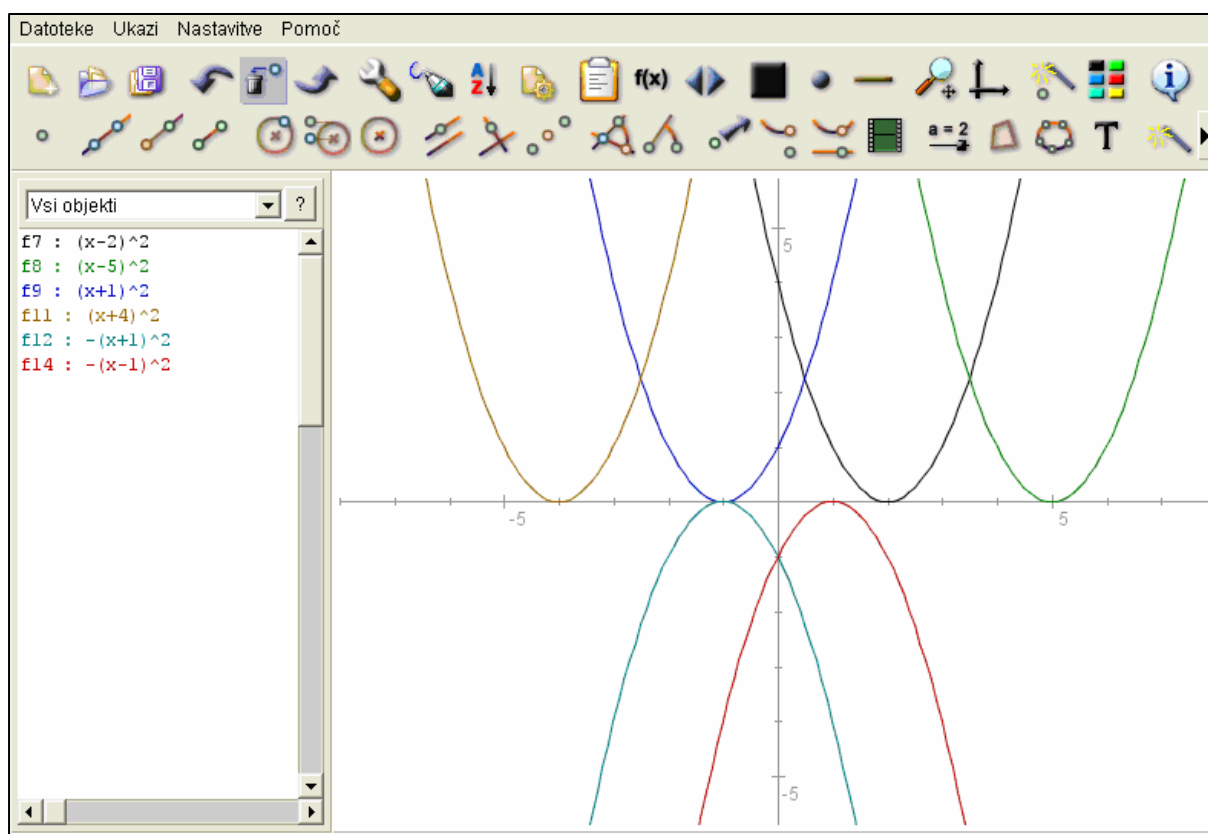 Datoteke Ukazi Nastavitve Pomoč
A
Z
f(x)
a = 2
T
Vsi objekti
?
f7 : (x-2)^2
f8 : (x-5)^2
f9 : (x+1)^2
f11 : (x+4)^2
f12 : -(x+1)^2
f14 : -(x-1)^2
5
-5
5
-5